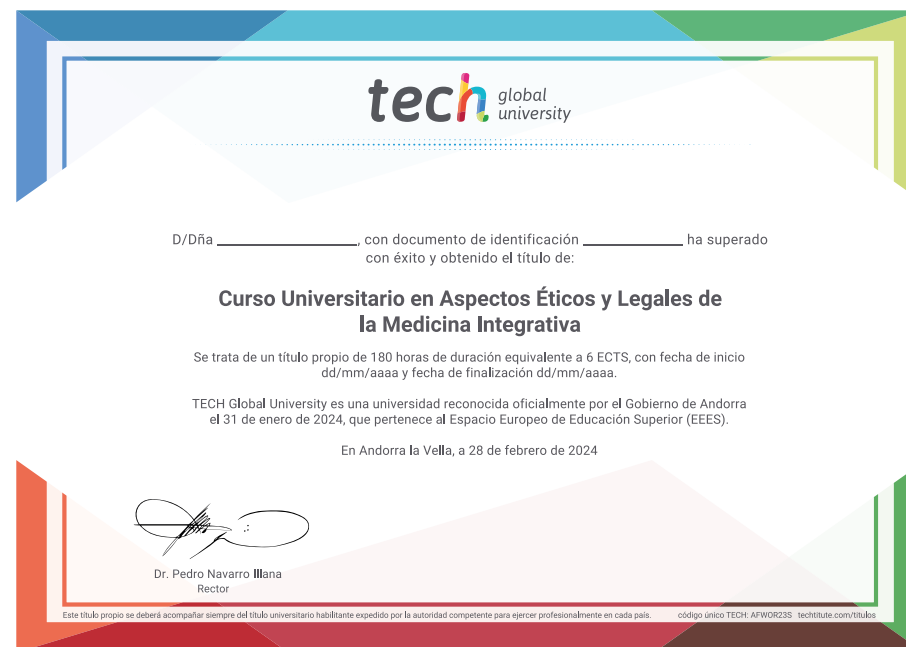 tech global university
D/Dña ____________, con documento de identificación ____________ ha superado
con éxito y obtenido el título de:
Curso Universitario en Aspectos Éticos y Legales de
la Medicina Integrativa
Se trata de un título propio de 180 horas de duración equivalente a 6 ECTS, con fecha de inicio
dd/mm/aaaa y fecha de finalización dd/mm/aaaa.
TECH Global University es una universidad reconocida oficialmente por el Gobierno de Andorra
el 31 de enero de 2024, que pertenece al Espacio Europeo de Educación Superior (EEES).
En Andorra la Vella, a 28 de febrero de 2024
Dr. Pedro Navarro Illana
Rector
Este título propio se deberá acompañar siempre del título universitario habilitante expedido por la autoridad competente para ejercer profesionalmente en cada país. código único TECH: AFWOR23S techtitute.com/titulos